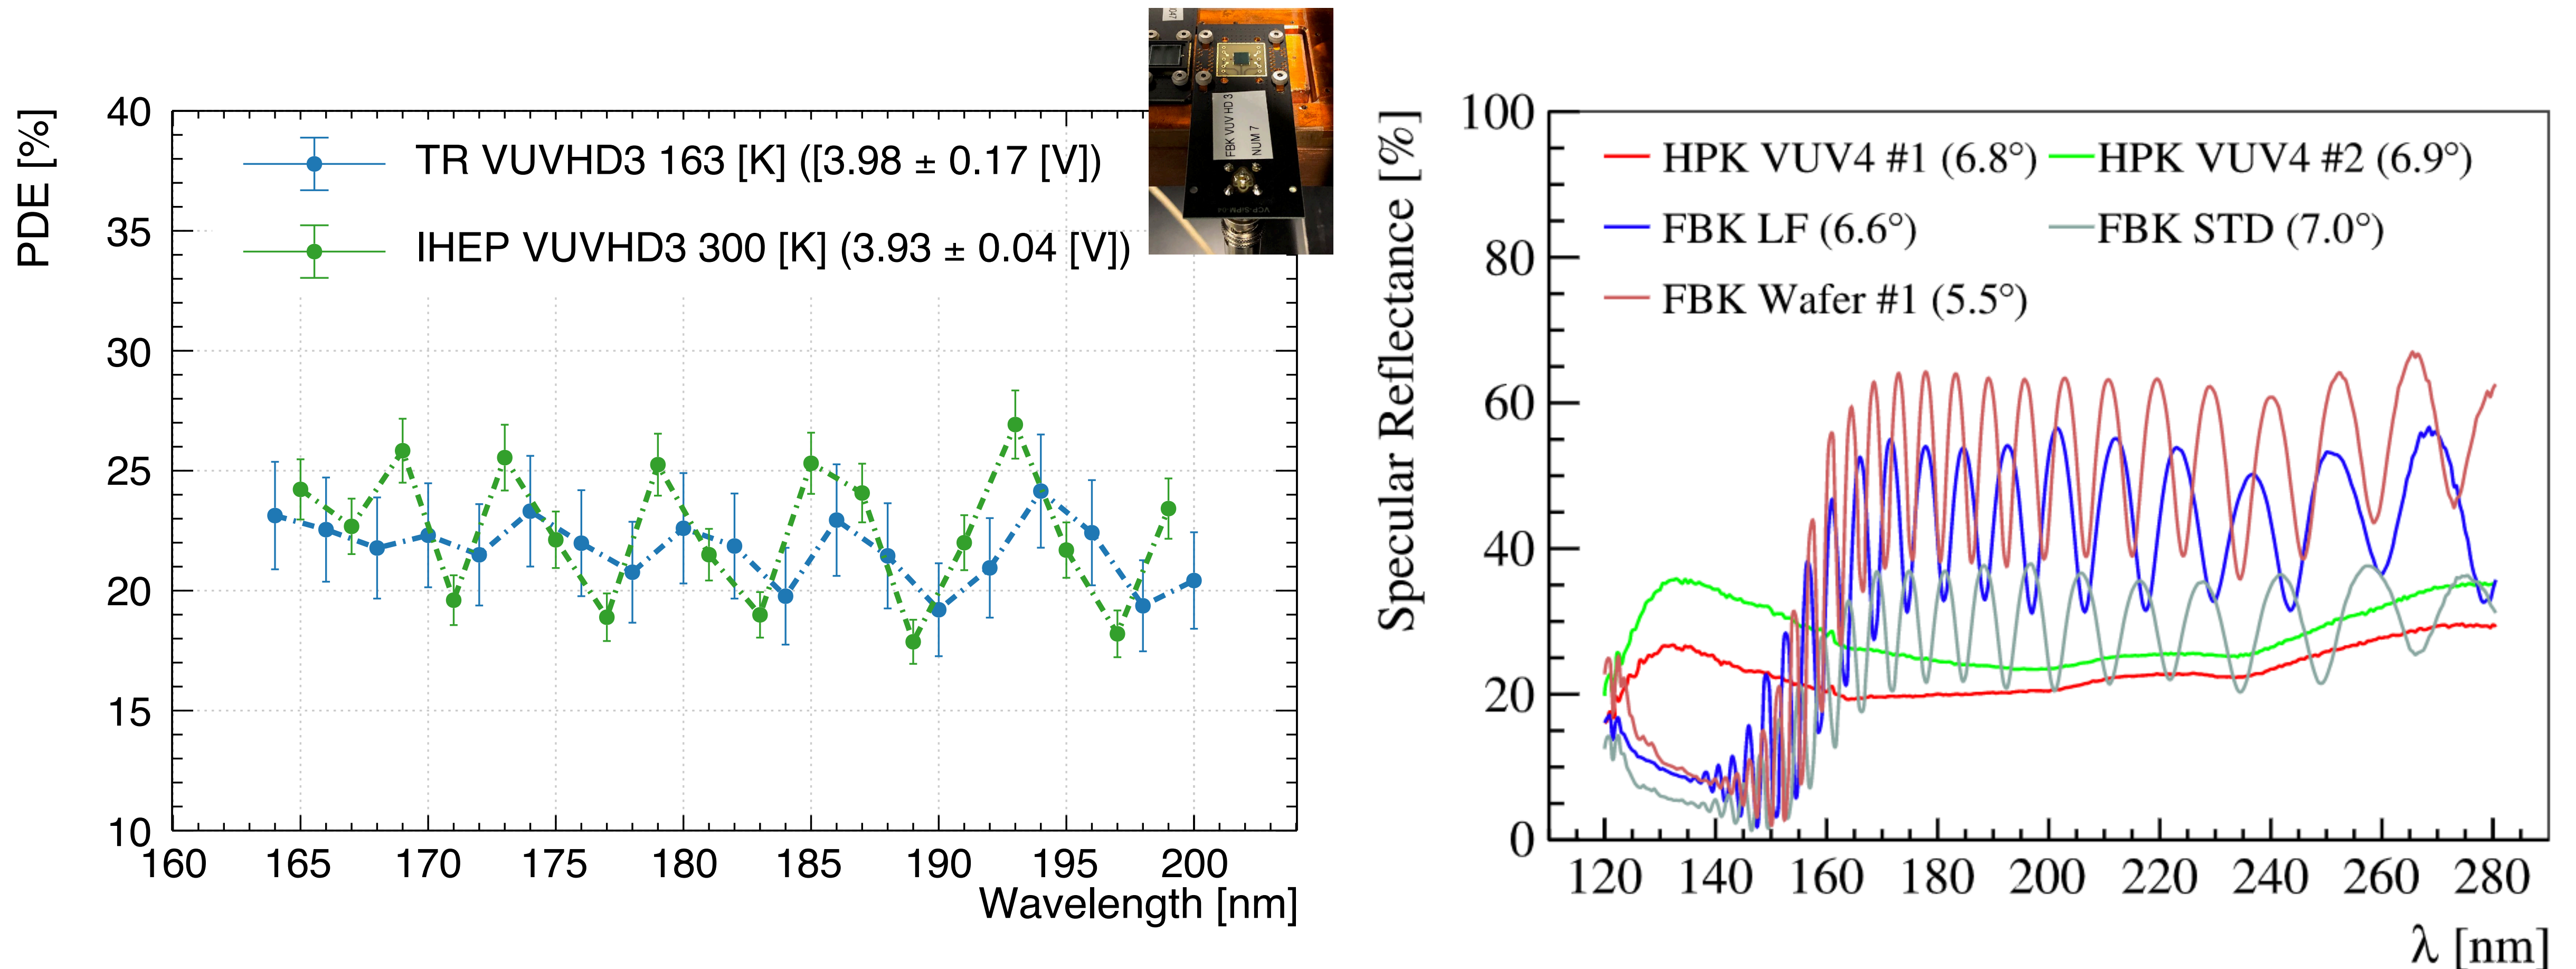 PDE [%]
40
35
30
25
20
15
10
TR VUVHD3 163 [K] ([3.98 ± 0.17 [V])
IHEP VUVHD3 300 [K] (3.93 ± 0.04 [V])
160 165 170 175 180 185 190 195 200
Wavelength [nm]
047
FBK VUV HD 3
NUM 7
Specular Reflectance [%]
100
80
60
40
20
0
HPK VUV4 #1 (6.8°) HPK VUV4 #2 (6.9°)
FBK LF (6.6°) FBK STD (7.0°)
FBK Wafer #1 (5.5°)
120 140 160 180 200 220 240 260 280
λ [nm]